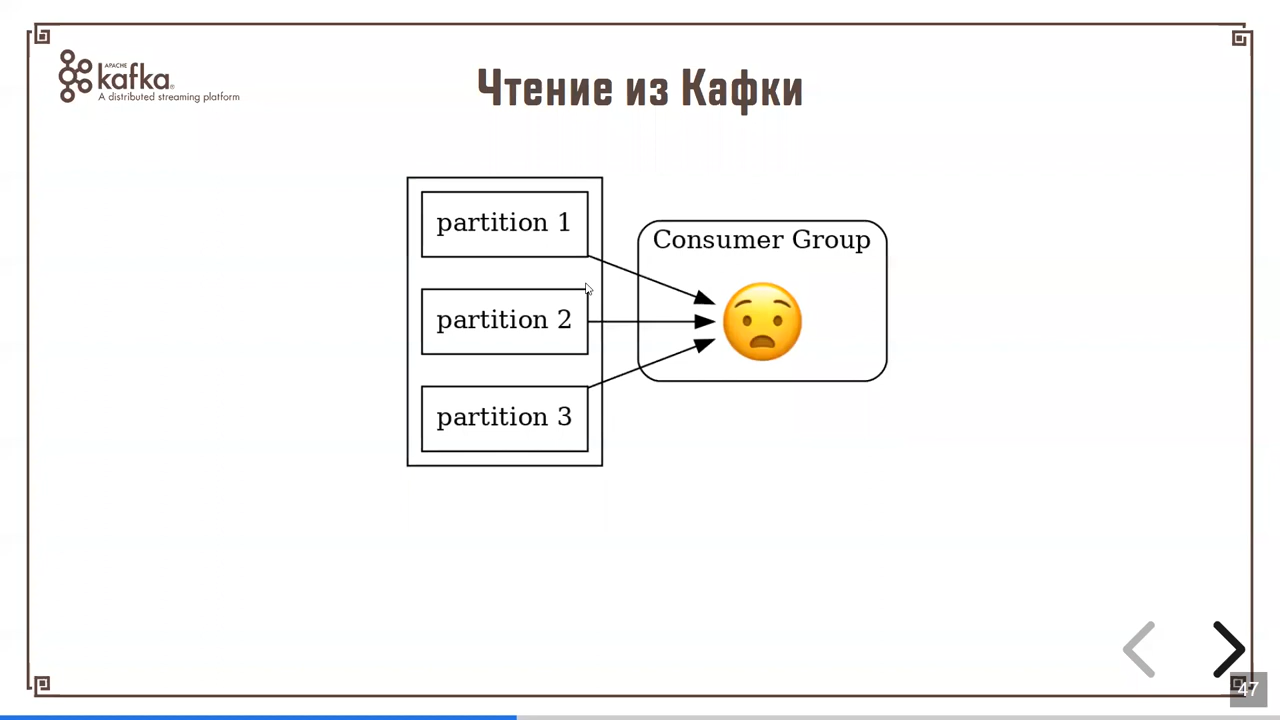 APACHE
kafka®
A distributed streaming platform
Чтение из Кафки
partition 1
partition 2
partition 3
Consumer Group
47